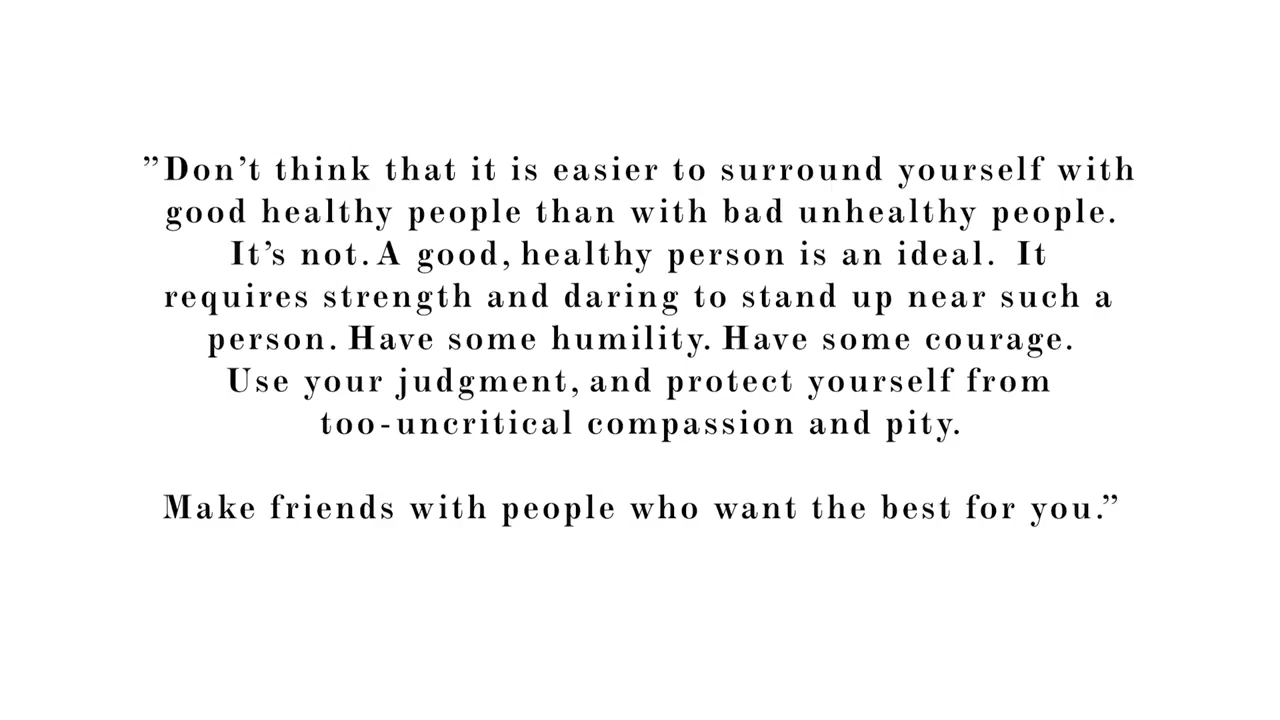 ”Don’t think that it is easier to surround yourself with
good healthy people than with bad unhealthy people.
It’s not. A good, healthy person is an ideal. It
requires strength and daring to stand up near such a
person. Have some humility. Have some courage.
Use your judgment, and protect yourself from
too-uncritical compassion and pity.
Make friends with people who want the best for you.”